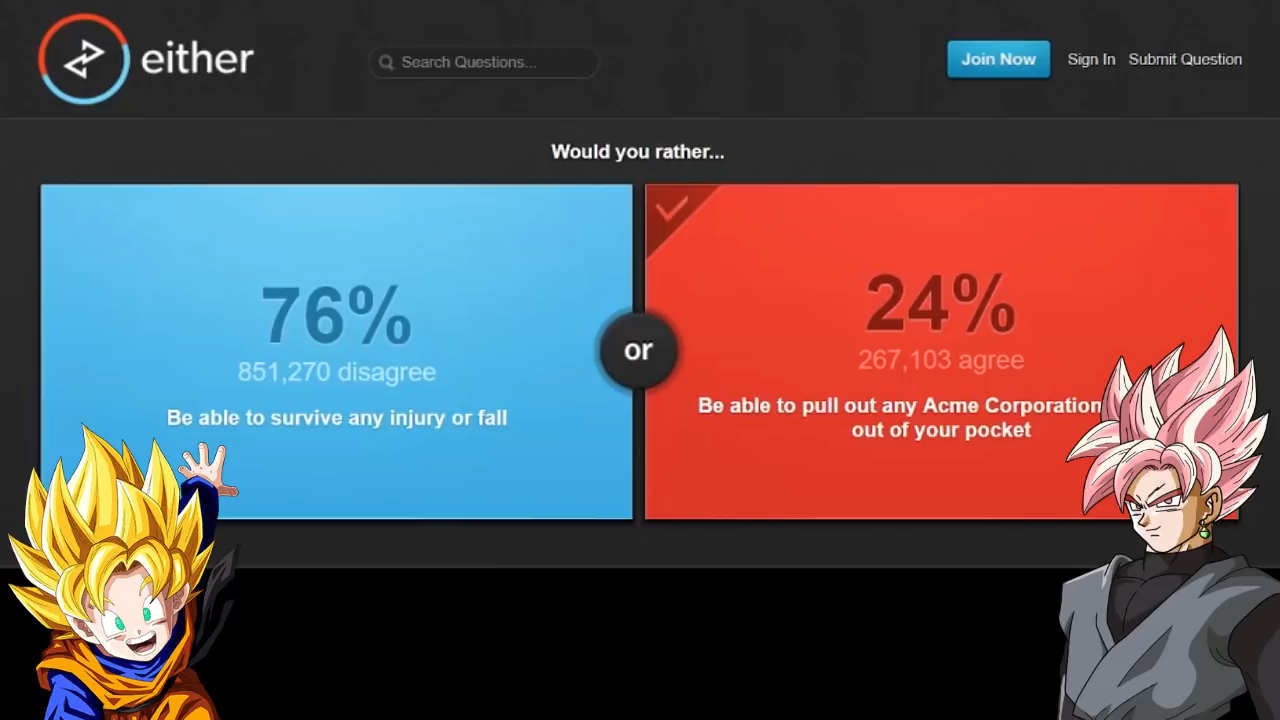 either
Search Questions...
Join Now
Sign In
Submit Question
Would you rather...
76%
851,270 disagree
Be able to survive any injury or fall
or
24%
267,103 agree
Be able to pull out any Acme Corporation
out of your pocket